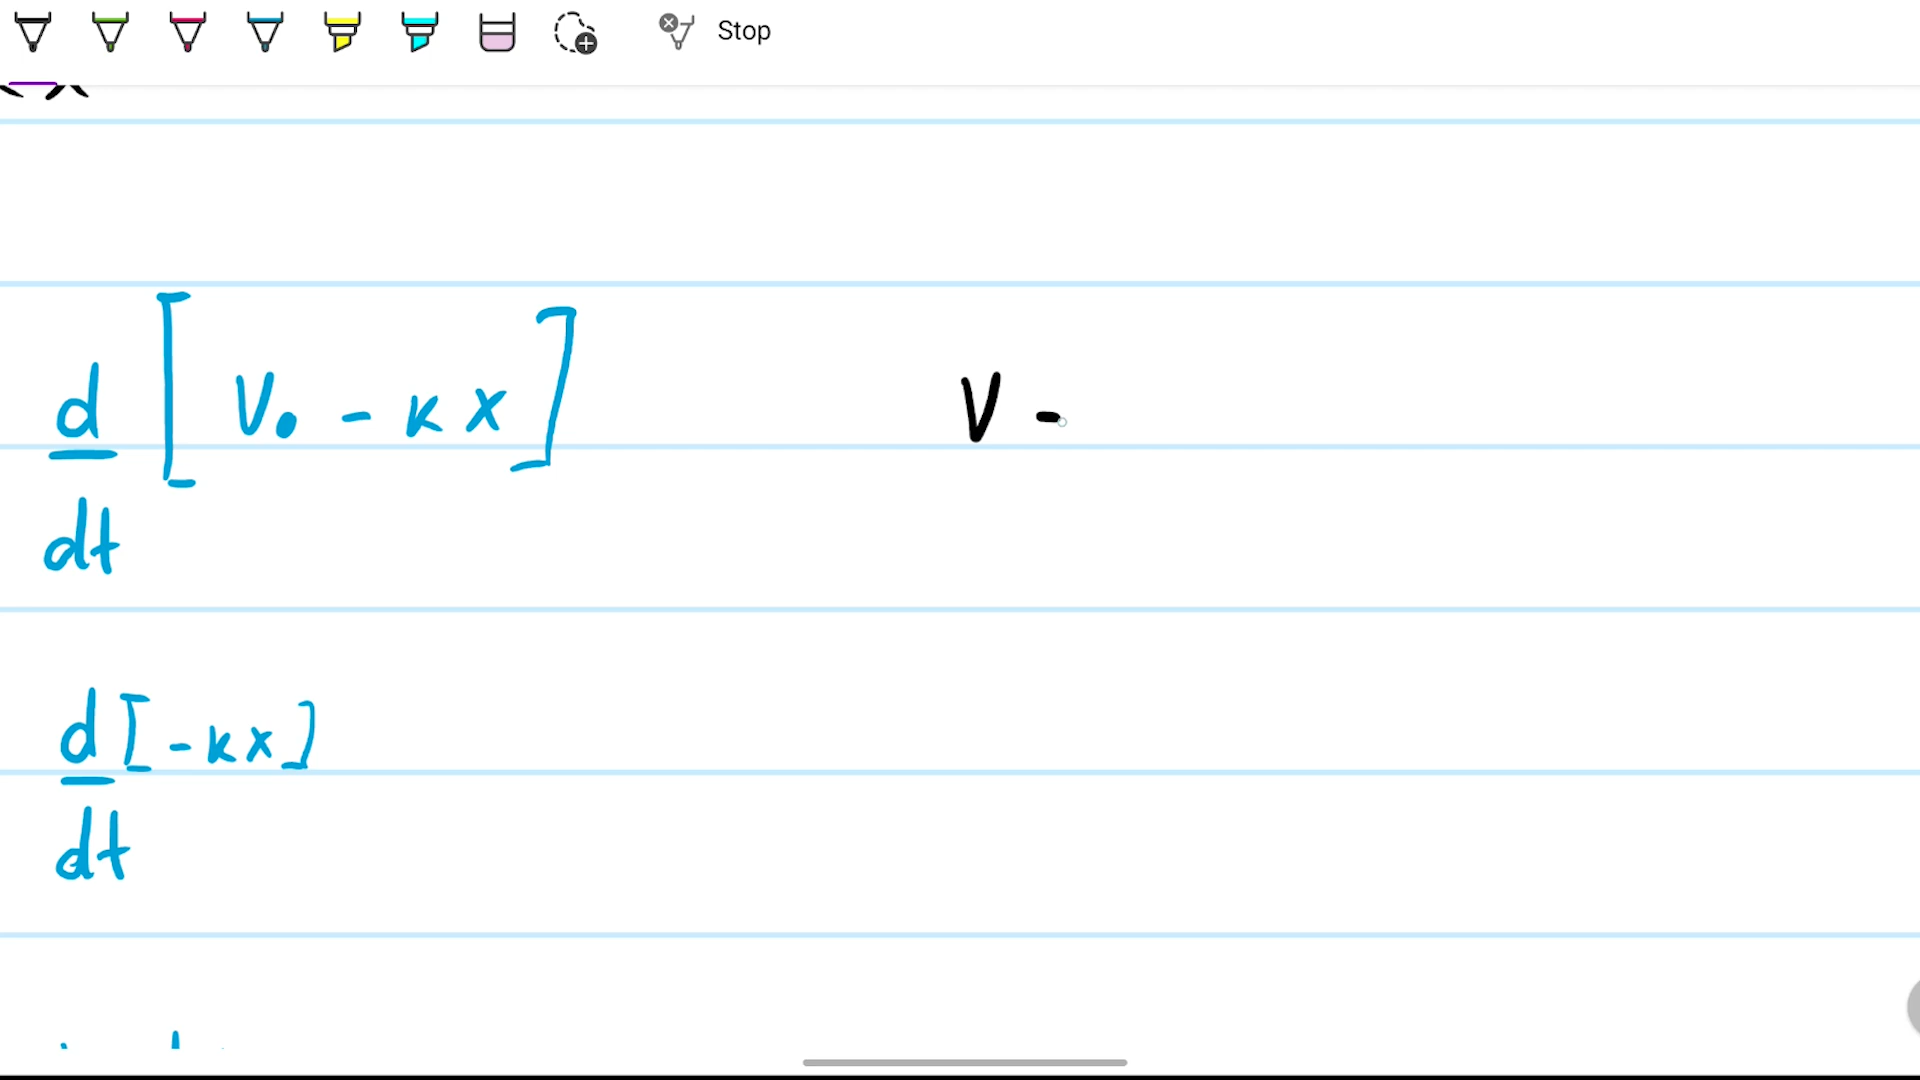 Stop
d/dt [V₀ - kx]
V -
d/dt [-kx]